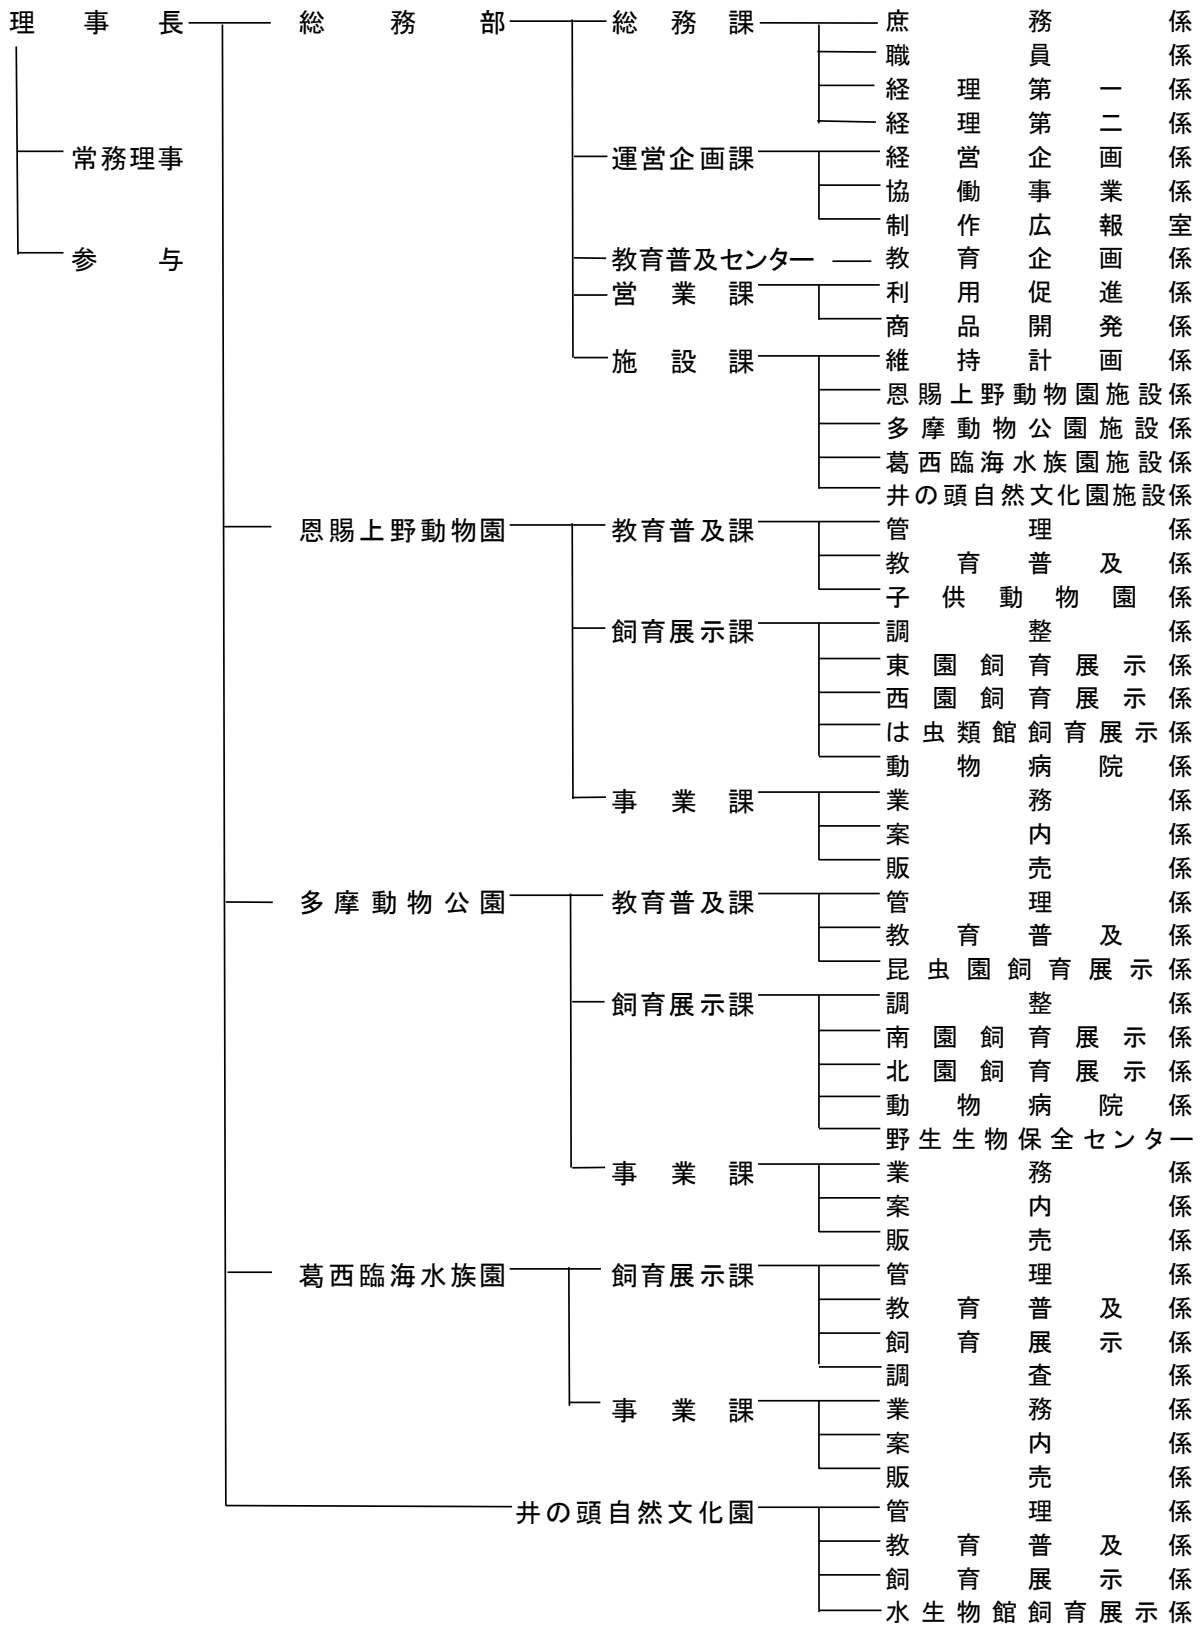 理事長 総務部 総務課 庶務係
職員係
経理第一係
経理第二係
常務理事 運営企画課 経営企画係
協働事業係
制作広報室
参与 教育普及センター 教育企画係
営業課 利用促進係
商品開発係
施設課 維持計画係
恩賜上野動物園施設係
多摩動物公園施設係
葛西臨海水族園施設係
井の頭自然文化園施設係
恩賜上野動物園 教育普及課 管理係
教育普及係
子供動物園係
飼育展示課 調整係
東園飼育展示係
西園飼育展示係
は虫類館飼育展示係
動物病院係
事業課 業務係
案内係
販売係
多摩動物公園 教育普及課 管理係
教育普及係
昆虫園飼育展示係
飼育展示課 調整係
南園飼育展示係
北園飼育展示係
動物病院係
野生生物保全センター
事業課 業務係
案内係
販売係
葛西臨海水族園 飼育展示課 管理係
教育普及係
飼育展示係
調査係
事業課 業務係
案内係
販売係
井の頭自然文化園 管理係
教育普及係
飼育展示係
水生物館飼育展示係